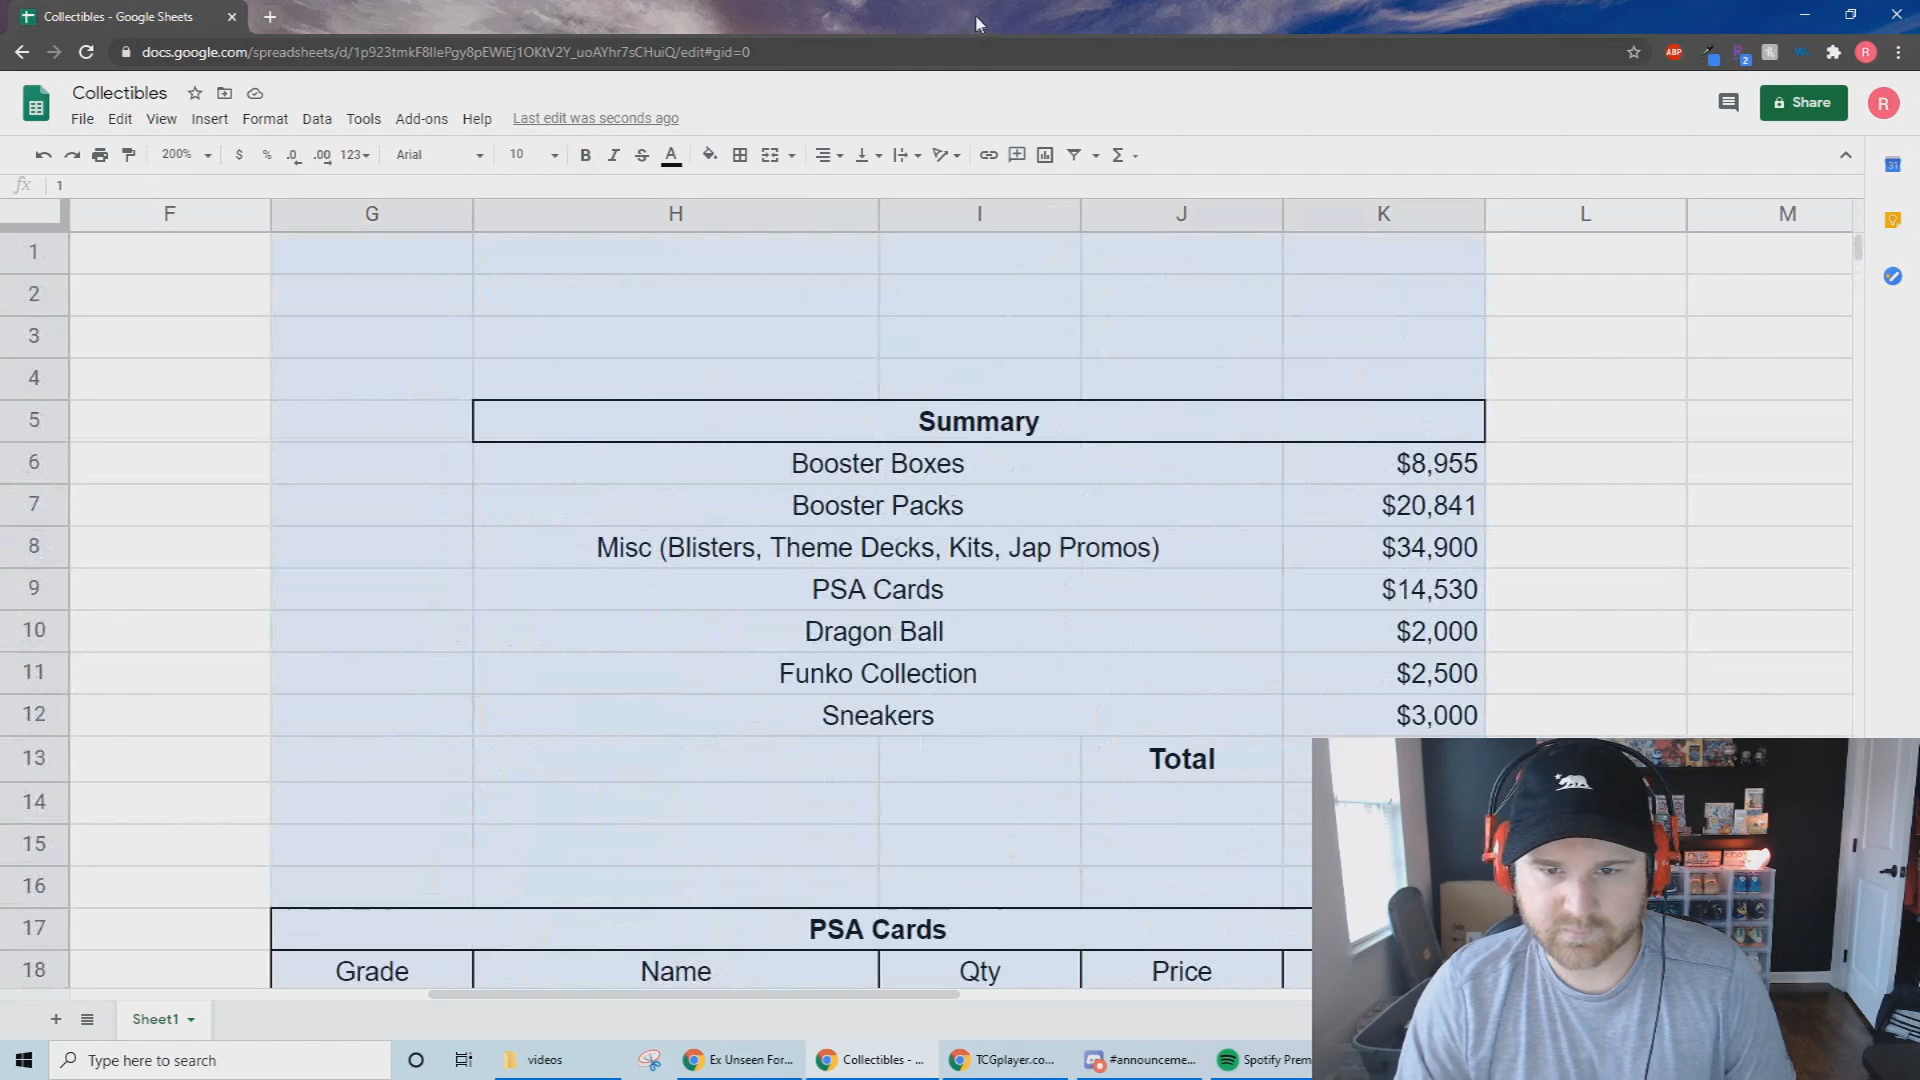 Collectibles - Google Sheets
docs.google.com/spreadsheets/d/1p923tmkF8IlePgy8pEWiEj1OKtV2Y_uoAYhr7sCHuiQ/edit#gid=0
ABP
2
R
Collectibles
Share
R
File Edit View Insert Format Data Tools Add-ons Help Last edit was seconds ago
200% $ % .0 .00 123 Arial 10 B I S A Σ
31
fx 1
F G H I J K L M
1
2
3
4
5 Summary
6 Booster Boxes $8,955
7 Booster Packs $20,841
8 Misc (Blisters, Theme Decks, Kits, Jap Promos) $34,900
9 PSA Cards $14,530
10 Dragon Ball $2,000
11 Funko Collection $2,500
12 Sneakers $3,000
13 Total
14
15
16
17 PSA Cards
18 Grade Name Qty Price
Sheet1
Type here to search
videos
Ex Unseen For...
Collectibles - ...
TCGplayer.co...
#announceme...
Spotify Prem